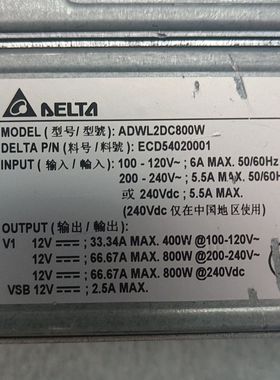 DELTA
MODEL (型号/型號): ADWL2DC800W
DELTA P/N (料号/料號): ECD54020001
INPUT (输入/輸入): 100 - 120V~ ; 6A MAX. 50/60Hz
200 - 240V~ ; 5.5A MAX. 50/60Hz
或 240Vdc ; 5.5A MAX.
(240Vdc 仅在中国地区使用)
OUTPUT (输出/輸出):
V1 12V ⎓ ; 33.34A MAX. 400W @100-120V~
12V ⎓ ; 66.67A MAX. 800W @200-240V~
12V ⎓ ; 66.67A MAX. 800W @240Vdc
VSB 12V ⎓ ; 2.5A MAX.